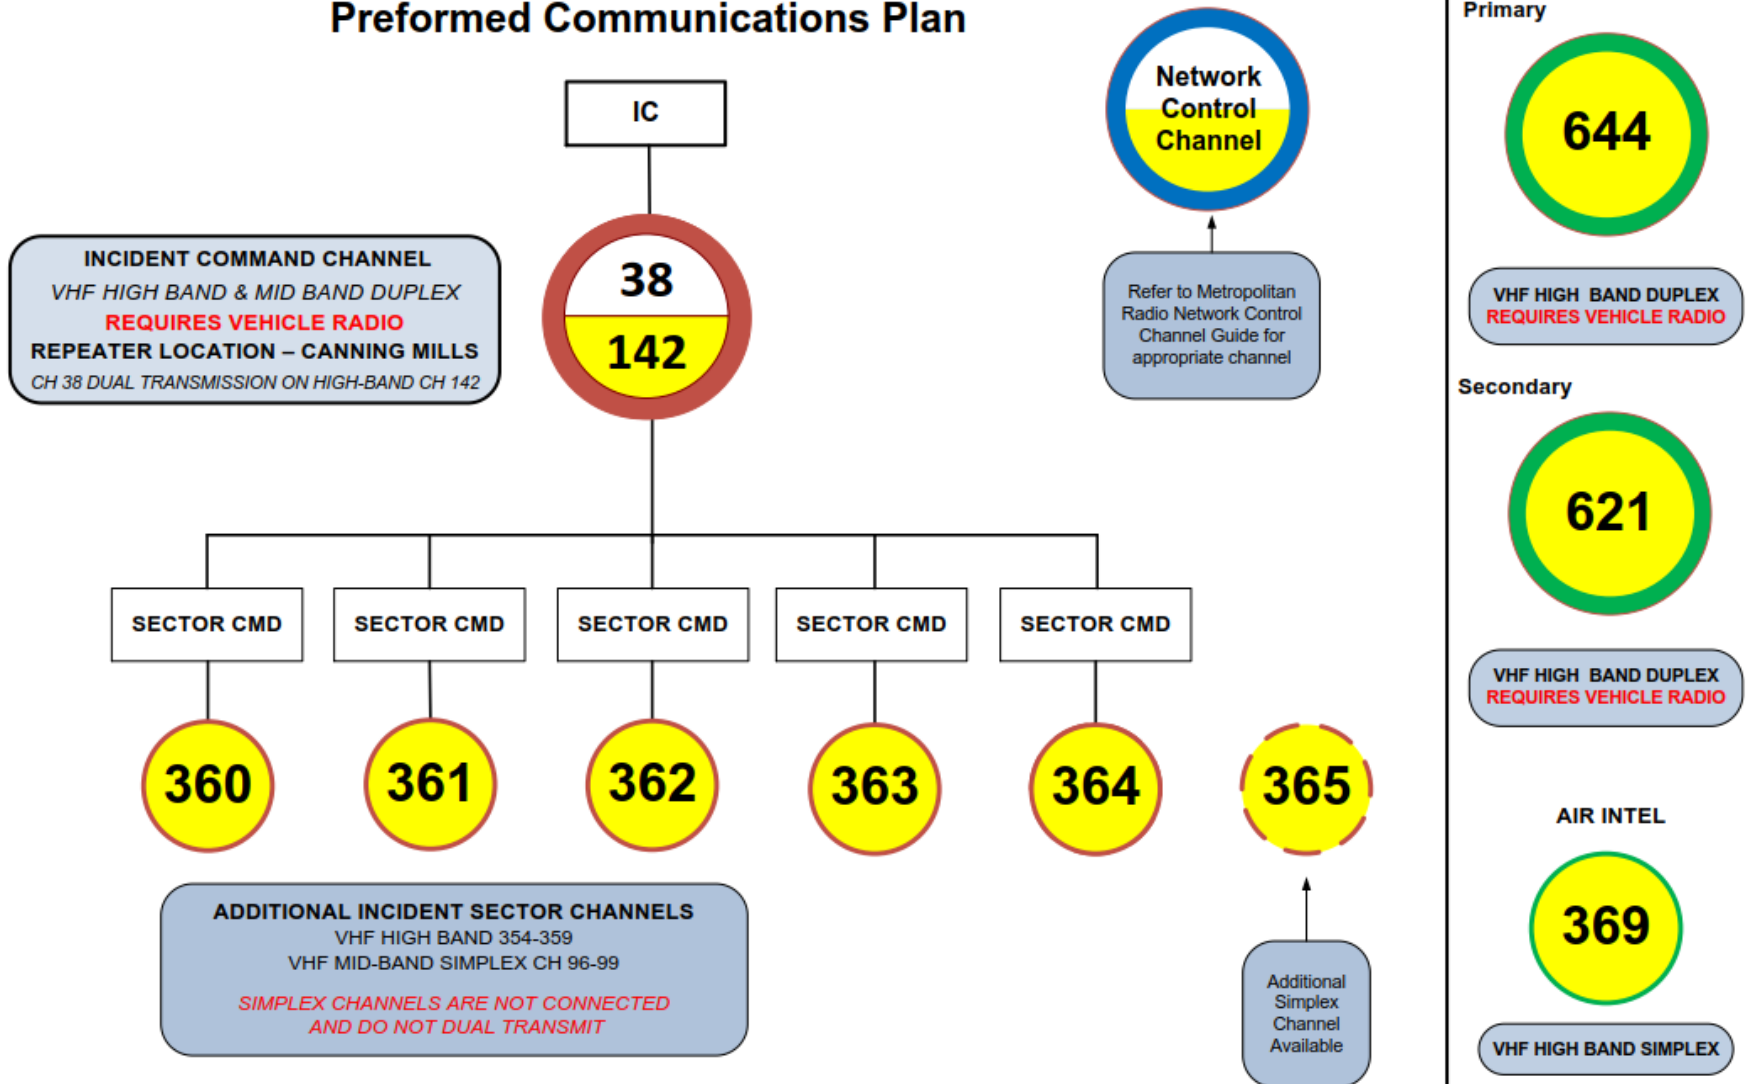 Preformed Communications Plan
IC
INCIDENT COMMAND CHANNEL
VHF HIGH BAND & MID BAND DUPLEX
REQUIRES VEHICLE RADIO
REPEATER LOCATION – CANNING MILLS
CH 38 DUAL TRANSMISSION ON HIGH-BAND CH 142
38
142
Network
Control
Channel
Refer to Metropolitan
Radio Network Control
Channel Guide for
appropriate channel
SECTOR CMD
SECTOR CMD
SECTOR CMD
SECTOR CMD
SECTOR CMD
360
361
362
363
364
365
ADDITIONAL INCIDENT SECTOR CHANNELS
VHF HIGH BAND 354-359
VHF MID-BAND SIMPLEX CH 96-99
SIMPLEX CHANNELS ARE NOT CONNECTED
AND DO NOT DUAL TRANSMIT
Additional
Simplex
Channel
Available
Primary
644
VHF HIGH BAND DUPLEX
REQUIRES VEHICLE RADIO
Secondary
621
VHF HIGH BAND DUPLEX
REQUIRES VEHICLE RADIO
AIR INTEL
369
VHF HIGH BAND SIMPLEX